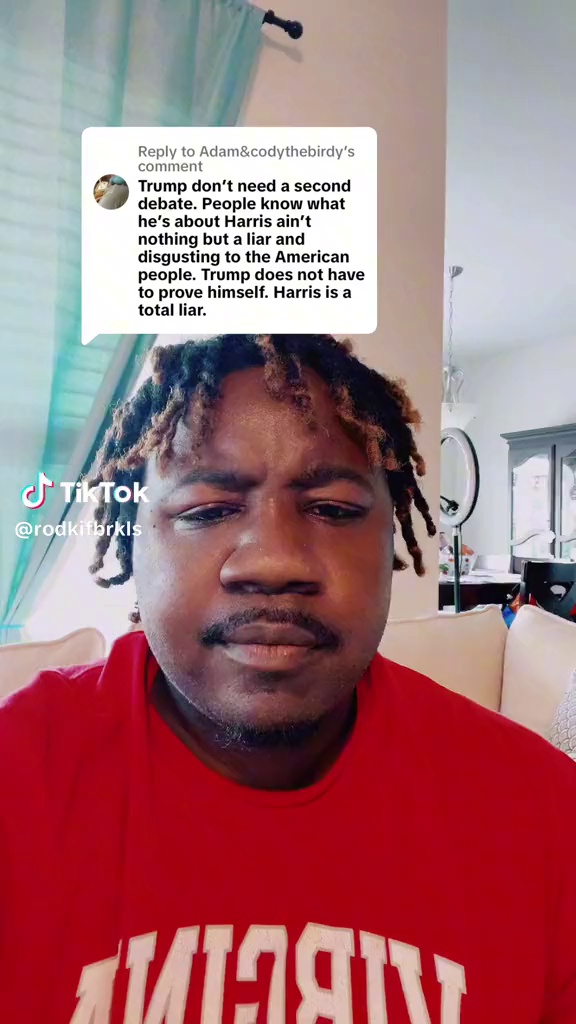 Reply to Adam&codythebirdy's
comment
Trump don't need a second
debate. People know what
he's about Harris ain't
nothing but a liar and
disgusting to the American
people. Trump does not have
to prove himself. Harris is a
total liar.
TikTok
@rodkifbrkls
VIRGINIA